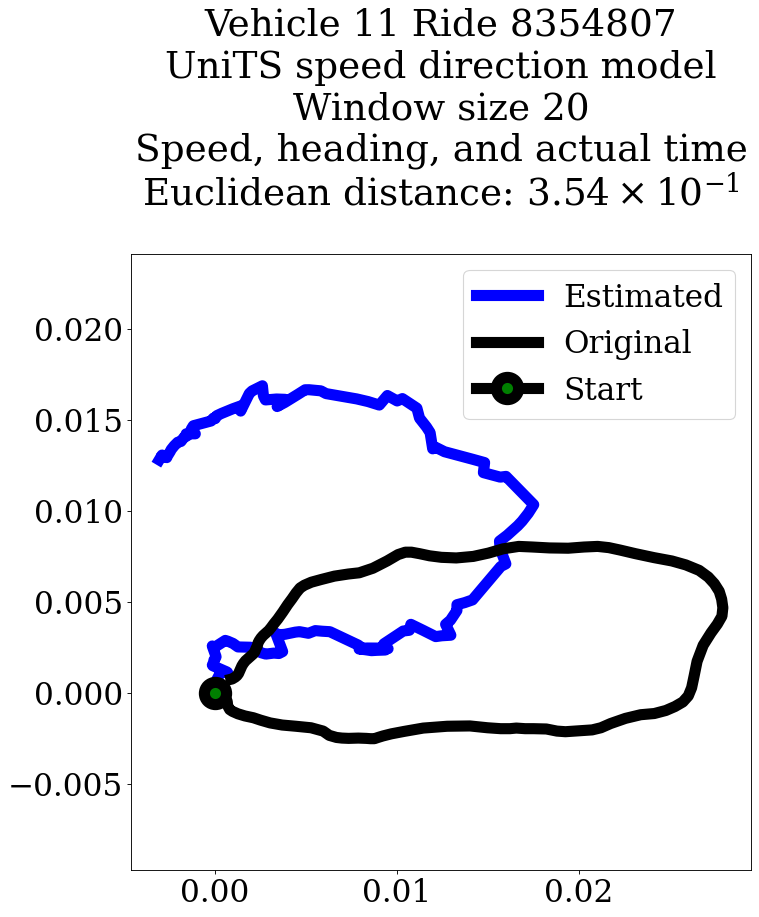 Vehicle 11 Ride 8354807
UniTS speed direction model
Window size 20
Speed, heading, and actual time
Euclidean distance: 3.54 × 10⁻¹
Estimated
Original
Start
0.020
0.015
0.010
0.005
0.000
−0.005
0.00 0.01 0.02